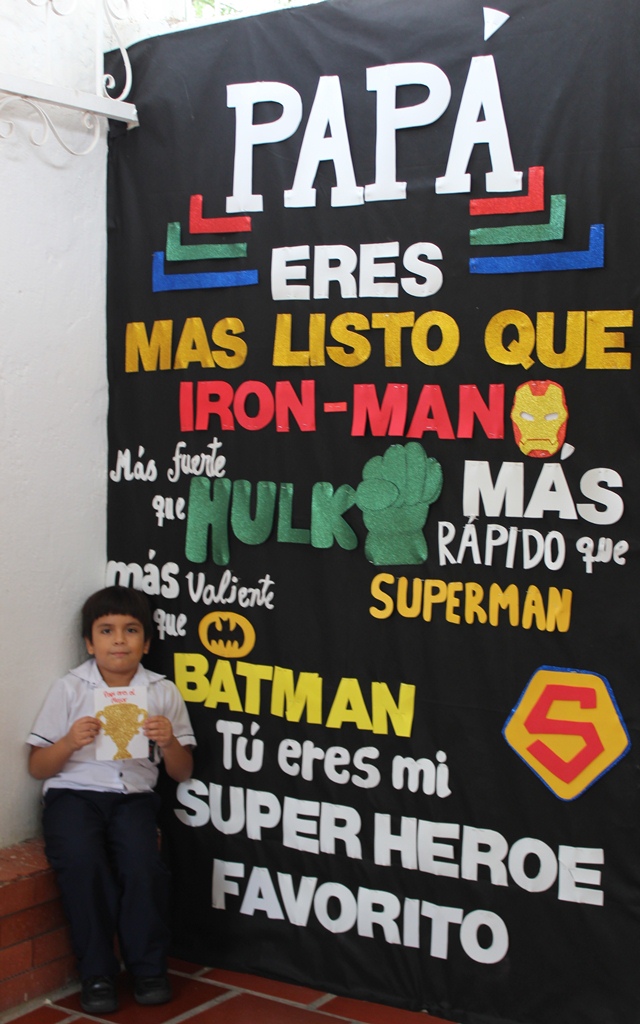 PAPÁ
ERES
MAS LISTO QUE
IRON-MAN
Más fuerte
que
HULK
MÁS
RÁPIDO que
SUPERMAN
más valiente
que
BATMAN
S
Tú eres mi
SUPER HEROE
FAVORITO